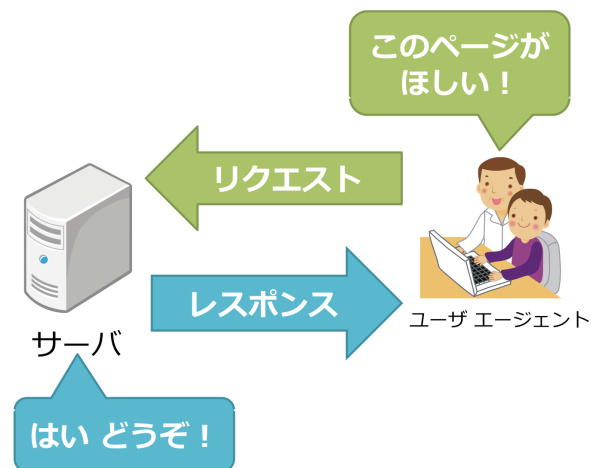 このページが
ほしい！
リクエスト
レスポンス
ユーザ エージェント
サーバ
はい どうぞ！